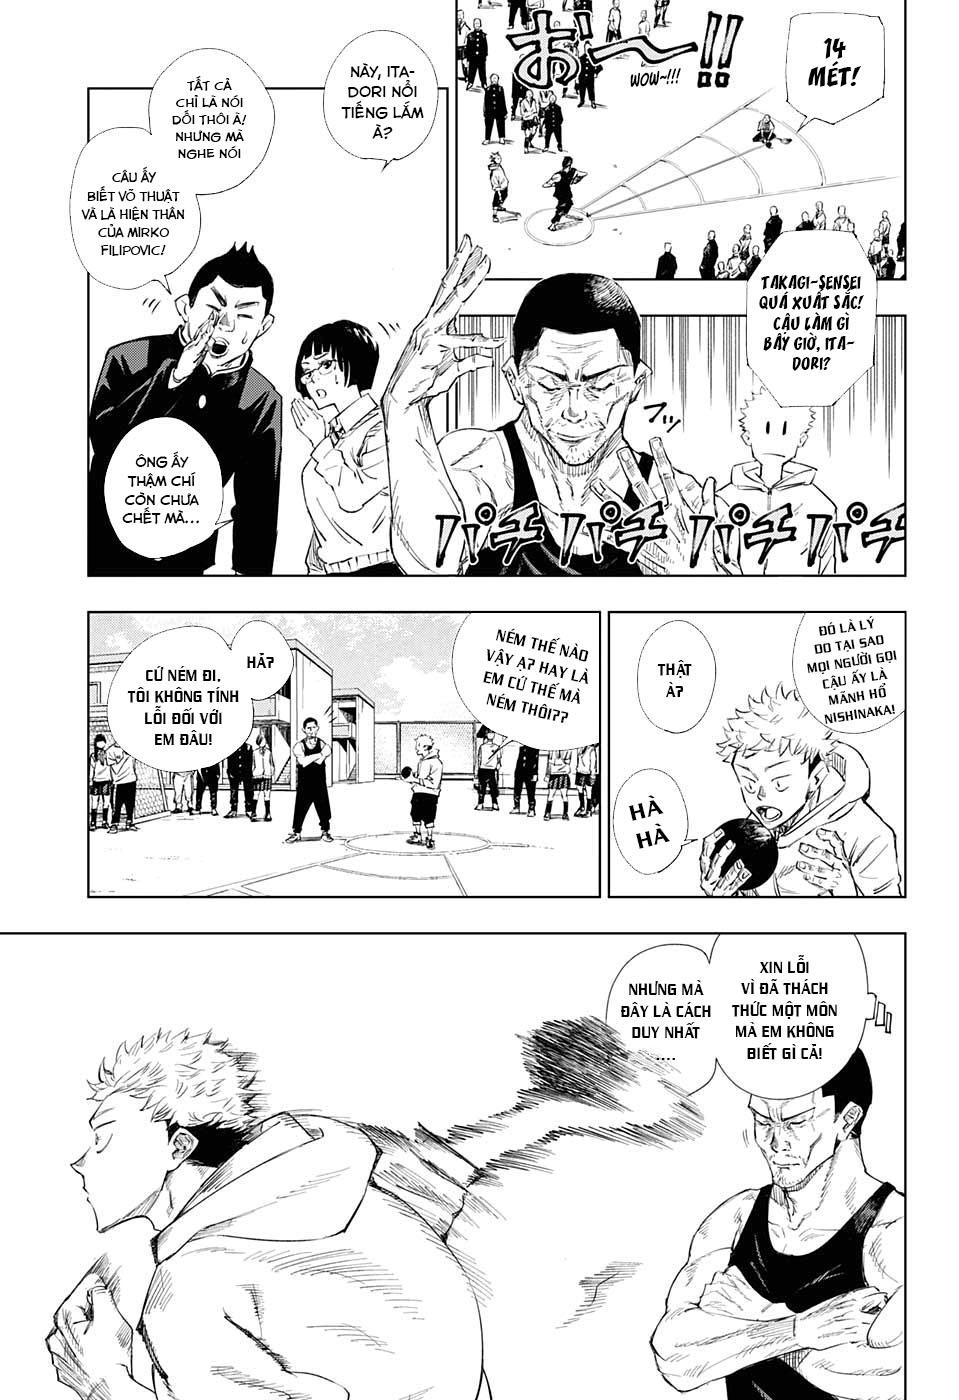 14
MÉT!
おー〜!!
WOW~!!!
NÀY, ITA-
DORI NỔI
TIẾNG LẮM
À?
TẤT CẢ
CHỈ LÀ NÓI
DỐI THÔI Ạ!
NHƯNG MÀ
NGHE NÓI
CÂU ẤY
BIẾT VÕ THUẬT
VÀ LÀ HIỆN THÂN
CỦA MIRKO
FILIPOVIC!
TAKAGI-SENSEI
QUÁ XUẤT SẮC!
CẬU LÀM GÌ
BÂY GIỜ, ITA-
DORI?
フッ
パチ パチ パチ パチ
ÔNG ẤY
THẬM CHÍ
CÒN CHƯA
CHẾT MÀ...
ĐÓ LÀ LÝ
DO TẠI SAO
MỌI NGƯỜI GỌI
CẬU ẤY LÀ
MÃNH HỔ
NISHINAKA!
THẬT
À?
HÀ
HÀ
NÉM THẾ NÀO
VẬY Ạ? HAY LÀ
EM CỨ THẾ MÀ
NÉM THÔI??
HẢ?
CỨ NÉM ĐI,
TÔI KHÔNG TÍNH
LỖI ĐỐI VỚI
EM ĐÂU!
XIN LỖI
VÌ ĐÃ THÁCH
THỨC MỘT MÔN
MÀ EM KHÔNG
BIẾT GÌ CẢ!
NHƯNG MÀ
ĐÂY LÀ CÁCH
DUY NHẤT
....